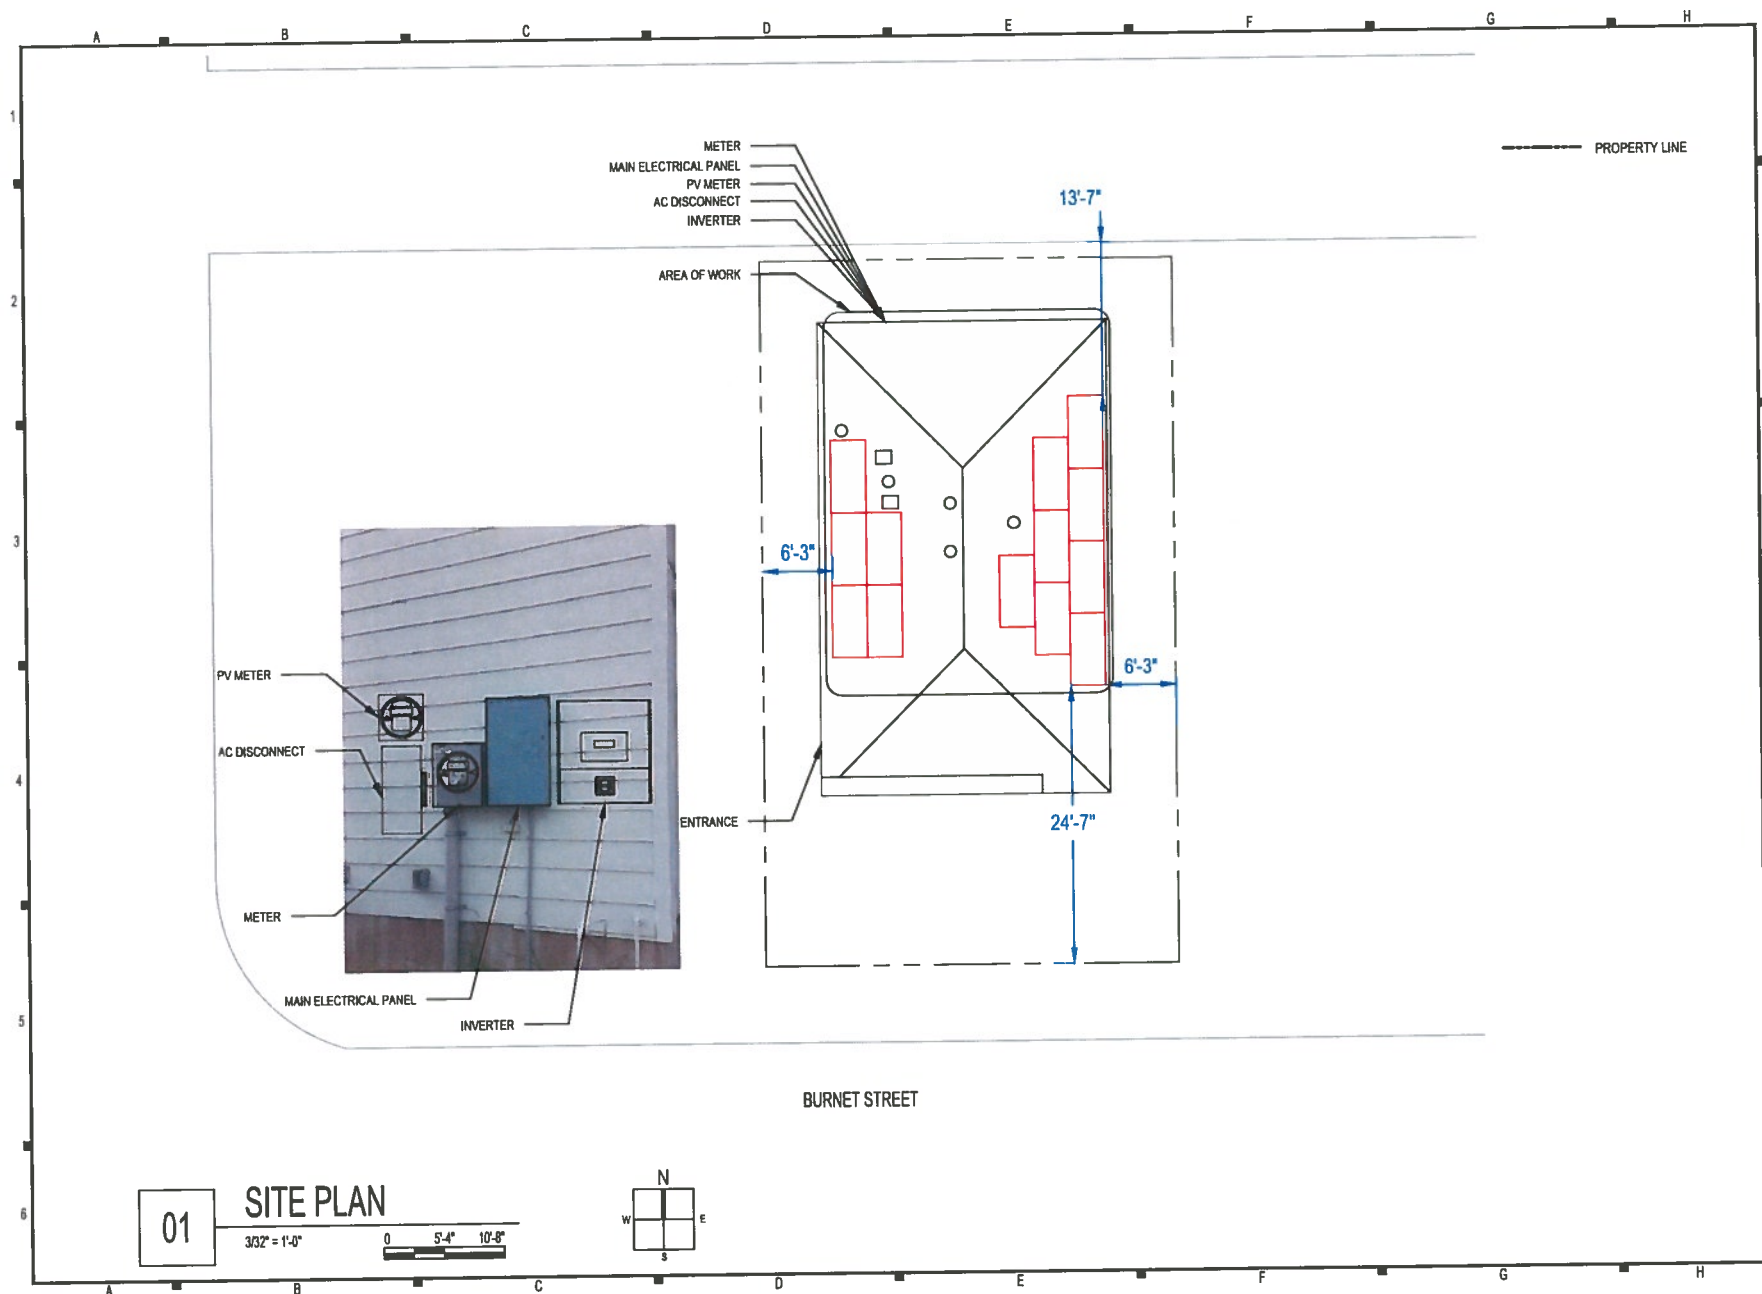 A B C D E F G H
1
METER
MAIN ELECTRICAL PANEL
PV METER
AC DISCONNECT
INVERTER
PROPERTY LINE
13'-7"
AREA OF WORK
2
3
6'-3"
6'-3"
PV METER
AC DISCONNECT
4
ENTRANCE
24'-7"
METER
MAIN ELECTRICAL PANEL
INVERTER
5
BURNET STREET
01
SITE PLAN
3/32" = 1'-0"
0 5'-4" 10'-8"
N
W E
S
6
A B C D E F G H